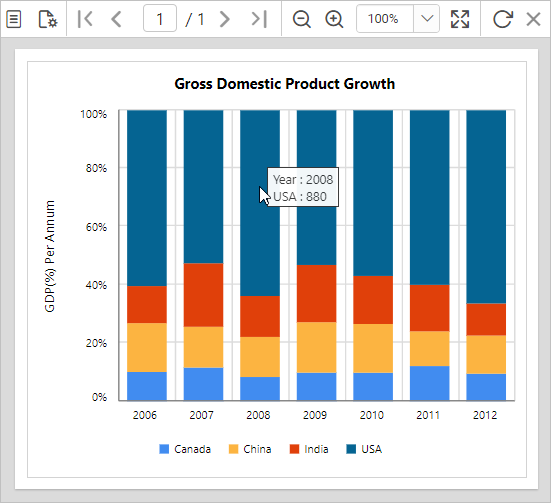 1 / 1 100%
Gross Domestic Product Growth
GDP(%) Per Annum
100%
80%
60%
40%
20%
0%
Year : 2008
USA : 880
2006 2007 2008 2009 2010 2011 2012
Canada China India USA